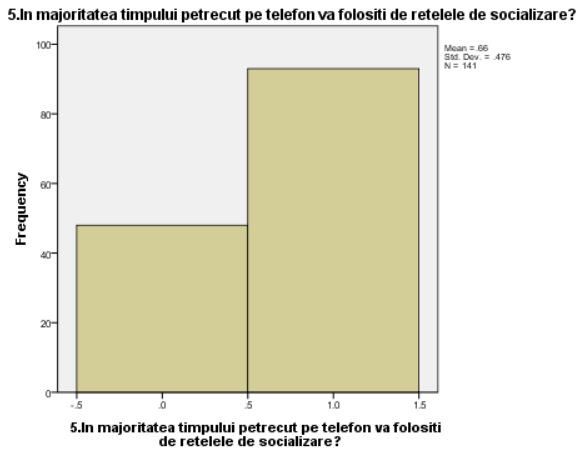 5.In majoritatea timpului petrecut pe telefon va folositi de retelele de socializare?
Mean =.66
Std. Dev. = .476
N = 141
100
80
60
40
20
0
Frequency
-.5
.0
.5
1.0
1.5
5.In majoritatea timpului petrecut pe telefon va folositi
de retelele de socializare?